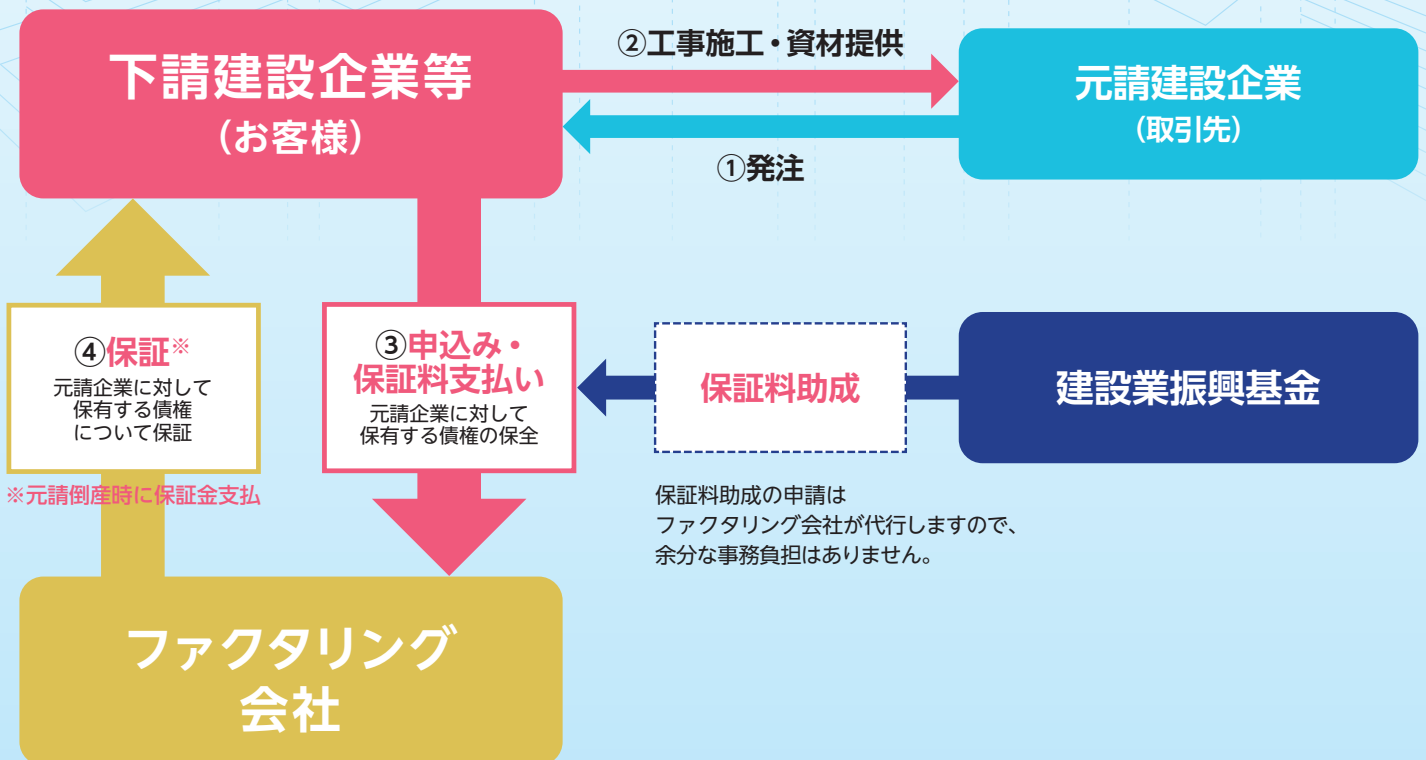 下請建設企業等
（お客様）
②工事施工・資材提供
①発注
元請建設企業
（取引先）
④保証※
元請企業に対して
保有する債権
について保証
※元請倒産時に保証金支払
③申込み・
保証料支払い
元請企業に対して
保有する債権の保全
保証料助成
建設業振興基金
保証料助成の申請は
ファクタリング会社が代行しますので、
余分な事務負担はありません。
ファクタリング
会社